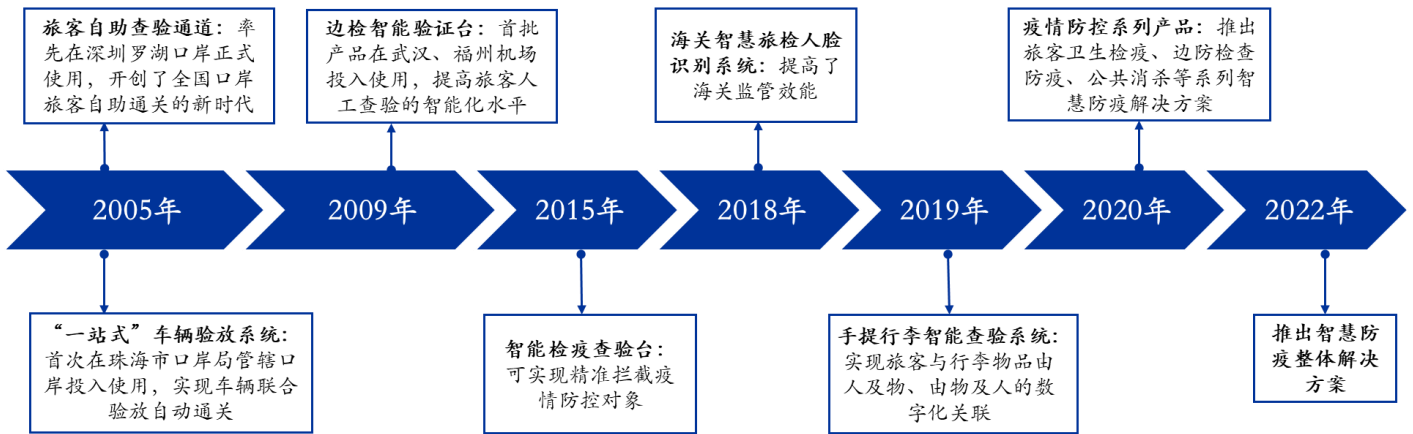 旅客自助查验通道：率
先在深圳罗湖口岸正式
使用，开创了全国口岸
旅客自助通关的新时代
边检智能验证台：首批
产品在武汉、福州机场
投入使用，提高旅客人
工查验的智能化水平
海关智慧旅检人脸
识别系统：提高了
海关监管效能
疫情防控系列产品：推出
旅客卫生检疫、边防检查
防疫、公共消杀等系列智
慧防疫解决方案
2005年
2009年
2015年
2018年
2019年
2020年
2022年
“一站式”车辆验放系统：
首次在珠海市口岸局管辖口
岸投入使用，实现车辆联合
验放自动通关
智能检疫查验台：
可实现精准拦截疫
情防控对象
手提行李智能查验系统：
实现旅客与行李物品由
人及物、由物及人的数
字化关联
推出智慧防
疫整体解决
方案